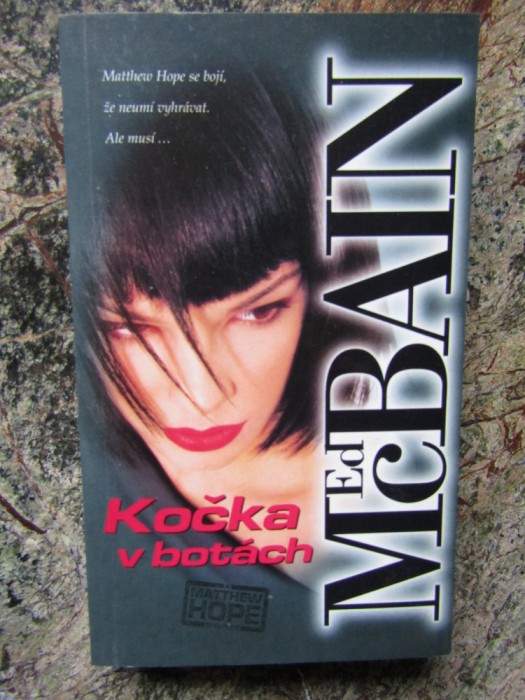 Matthew Hope se bojí,
že neumí vyhrávat.
Ale musí ...
Ed
McBAIN
Kočka
v botách
MATTHEW
HOPE